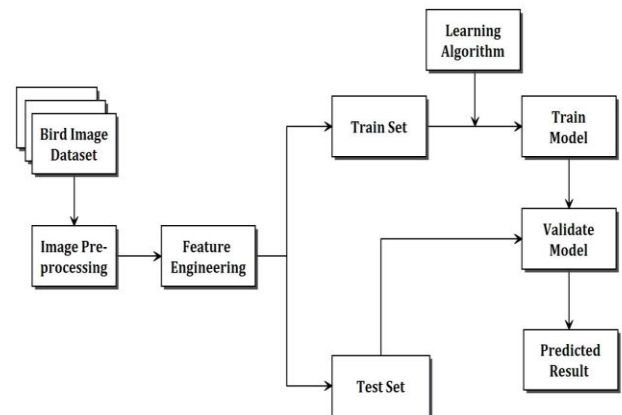 Learning
Algorithm
Bird Image
Dataset
Train Set
Train
Model
Image Pre-
processing
Feature
Engineering
Validate
Model
Test Set
Predicted
Result